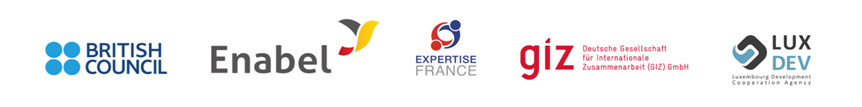 BRITISH
COUNCIL
Enabel
EXPERTISE
FRANCE
giz
Deutsche Gesellschaft
für Internationale
Zusammenarbeit (GIZ) GmbH
LUX
DEV
Luxembourg Development
Cooperation Agency